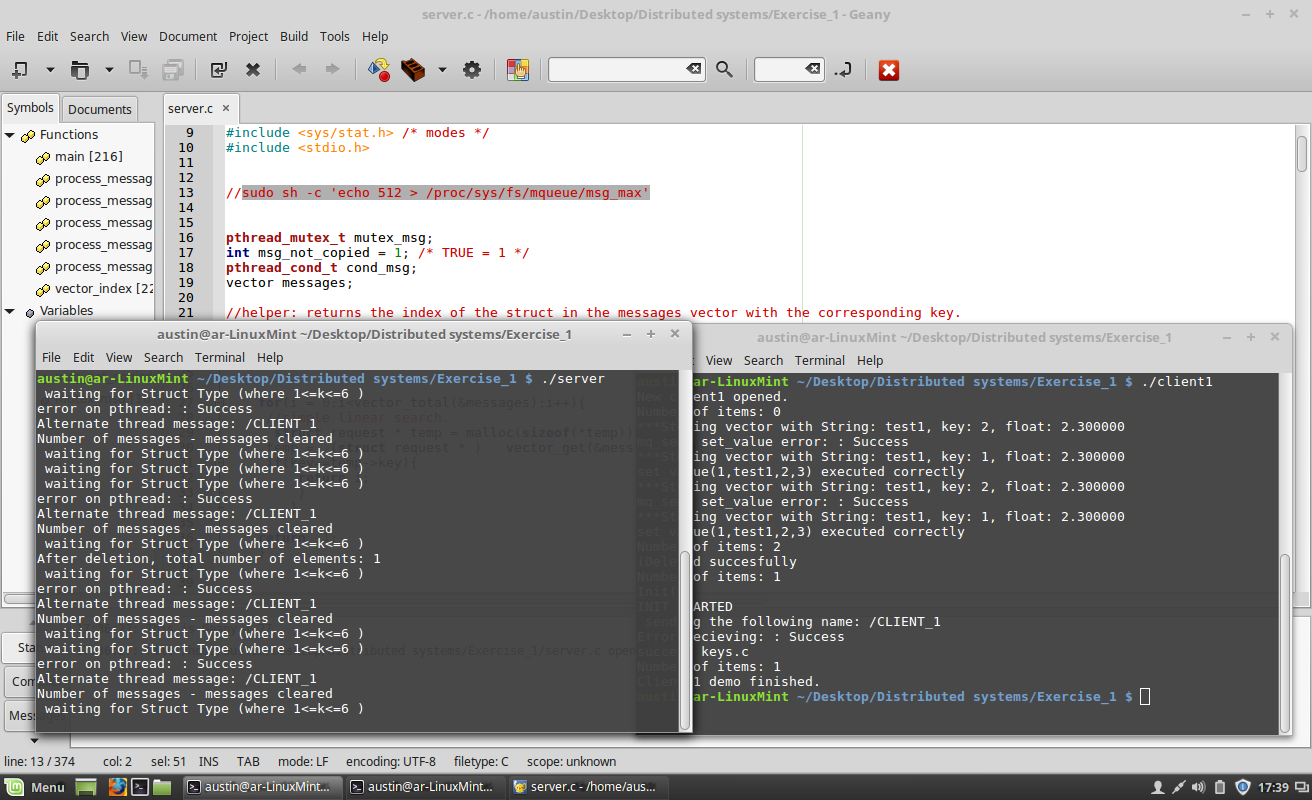 server.c - /home/austin/Desktop/Distributed systems/Exercise_1 - Geany
File Edit Search View Document Project Build Tools Help
Symbols Documents
server.c ×
Functions
main [216]
process_messag
process_messag
process_messag
process_messag
process_messag
vector_index [22
Variables
9 #include <sys/stat.h> /* modes */
10 #include <stdio.h>
11
12
13 //sudo sh -c 'echo 512 > /proc/sys/fs/mqueue/msg_max'
14
15
16 pthread_mutex_t mutex_msg;
17 int msg_not_copied = 1; /* TRUE = 1 */
18 pthread_cond_t cond_msg;
19 vector messages;
20
21 //helper: returns the index of the struct in the messages vector with the corresponding key.
austin@ar-LinuxMint ~/Desktop/Distributed systems/Exercise_1
File Edit View Search Terminal Help
austin@ar-LinuxMint ~/Desktop/Distributed systems/Exercise_1 $ ./server
waiting for Struct Type (where 1<=k<=6 )
error on pthread: : Success
Alternate thread message: /CLIENT_1
Number of messages - messages cleared
waiting for Struct Type (where 1<=k<=6 )
waiting for Struct Type (where 1<=k<=6 )
waiting for Struct Type (where 1<=k<=6 )
error on pthread: : Success
Alternate thread message: /CLIENT_1
Number of messages - messages cleared
waiting for Struct Type (where 1<=k<=6 )
After deletion, total number of elements: 1
waiting for Struct Type (where 1<=k<=6 )
error on pthread: : Success
Alternate thread message: /CLIENT_1
Number of messages - messages cleared
waiting for Struct Type (where 1<=k<=6 )
waiting for Struct Type (where 1<=k<=6 )
error on pthread: : Success
Alternate thread message: /CLIENT_1
Number of messages - messages cleared
waiting for Struct Type (where 1<=k<=6 )
austin@ar-LinuxMint ~/Desktop/Distributed systems/Exercise_1
View Search Terminal Help
ar-LinuxMint ~/Desktop/Distributed systems/Exercise_1 $ ./client1
ent1 opened.
of items: 0
ing vector with String: test1, key: 2, float: 2.300000
set_value error: : Success
ing vector with String: test1, key: 1, float: 2.300000
ue(1,test1,2,3) executed correctly
ing vector with String: test1, key: 2, float: 2.300000
set_value error: : Success
ing vector with String: test1, key: 1, float: 2.300000
ue(1,test1,2,3) executed correctly
of items: 2
d succesfully
of items: 1
ARTED
g the following name: /CLIENT_1
ecieving: : Success
keys.c
of items: 1
1 demo finished.
ar-LinuxMint ~/Desktop/Distributed systems/Exercise_1 $
Sta
Com
Mess
line: 13 / 374 col: 2 sel: 51 INS TAB mode: LF encoding: UTF-8 filetype: C scope: unknown
Menu austin@ar-LinuxMint... austin@ar-LinuxMint... server.c - /home/aus... 17:39